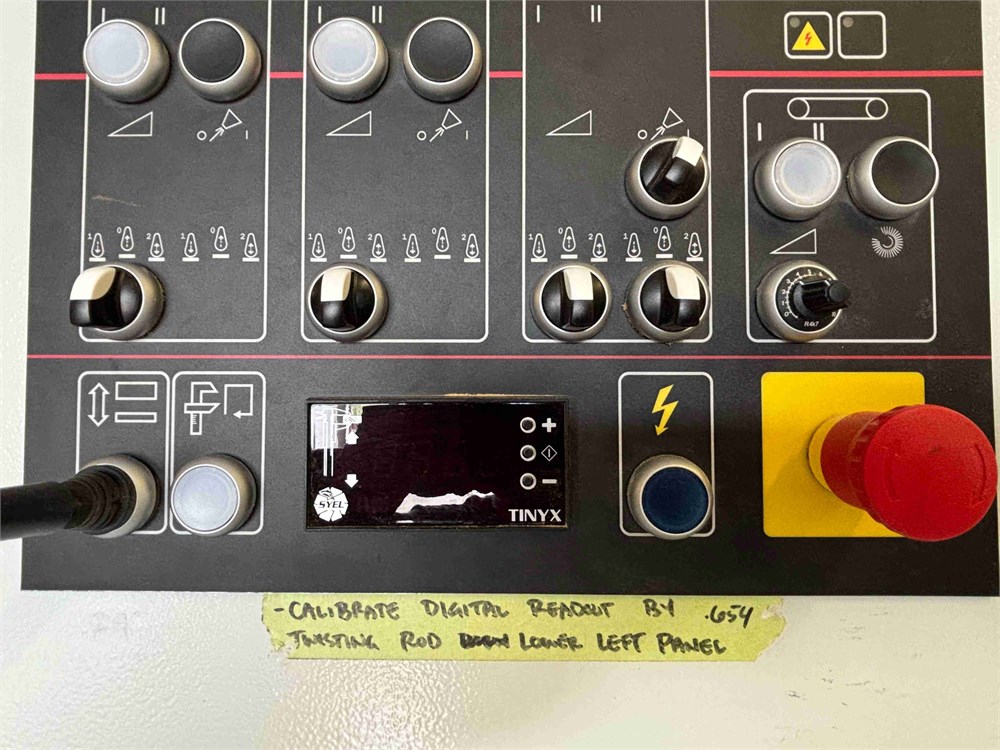 I II I II I II
I
I II
1 0 2 1 0 2 1 0 2 1 0 2 1 0 2 1 0 2
R4k7
SYEL
TINYX
- CALIBRATE DIGITAL READOUT BY .654
TWISTING ROD LOWER LEFT PANEL